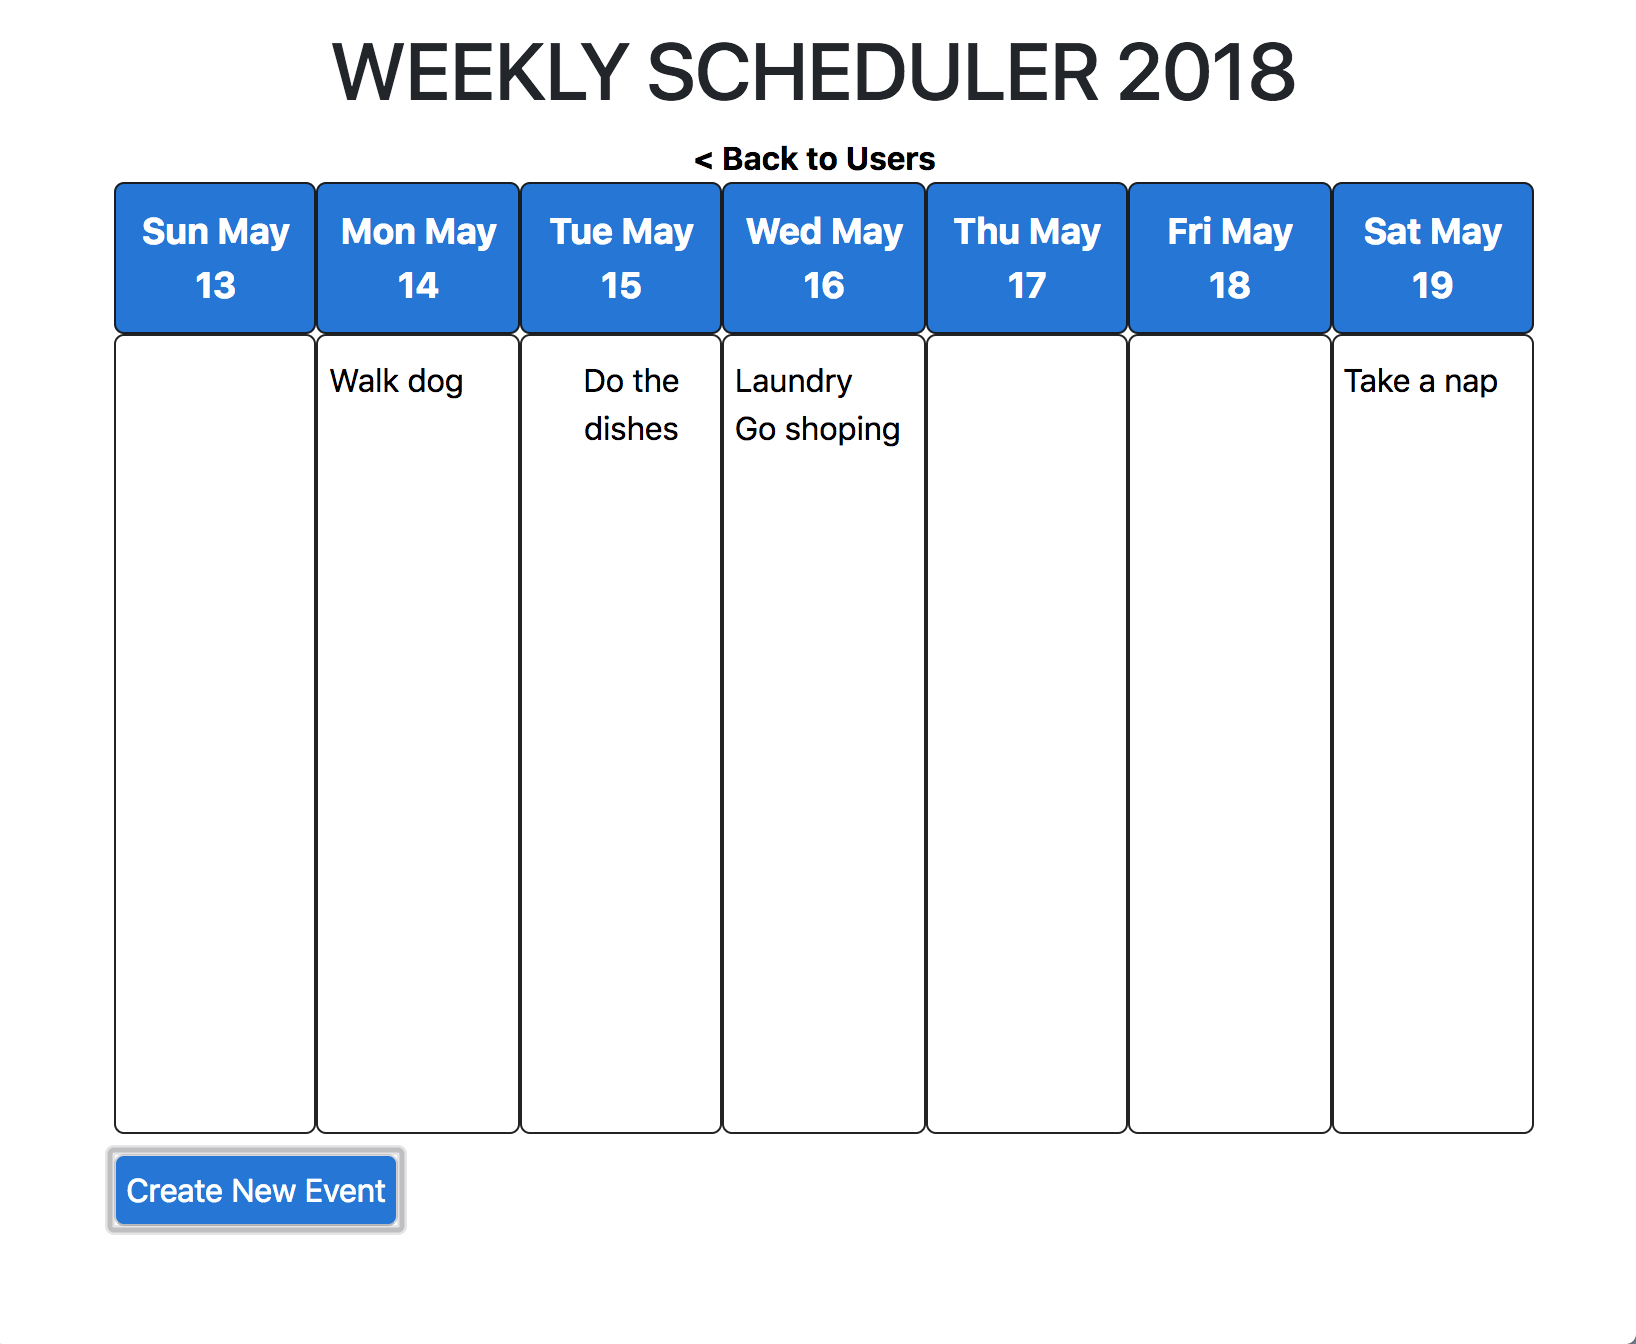 WEEKLY SCHEDULER 2018
< Back to Users
Sun May
13
Mon May
14
Tue May
15
Wed May
16
Thu May
17
Fri May
18
Sat May
19
Walk dog
Do the
dishes
Laundry
Go shoping
Take a nap
Create New Event